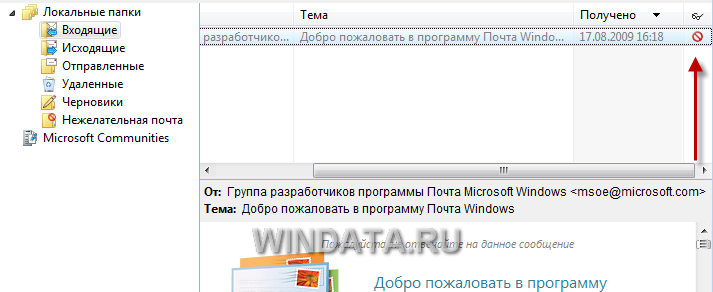 Локальные папки
Входящие
Исходящие
Отправленные
Удаленные
Черновики
Нежелательная почта
Microsoft Communities
Тема Получено
разработчико... Добро пожаловать в программу Почта Windo... 17.08.2009 16:18
От: Группа разработчиков программы Почта Microsoft Windows <msoe@microsoft.com>
Тема: Добро пожаловать в программу Почта Windows
WINDATA.RU
Пожалуйста не отвечайте на данное сообщение
Добро пожаловать в программу